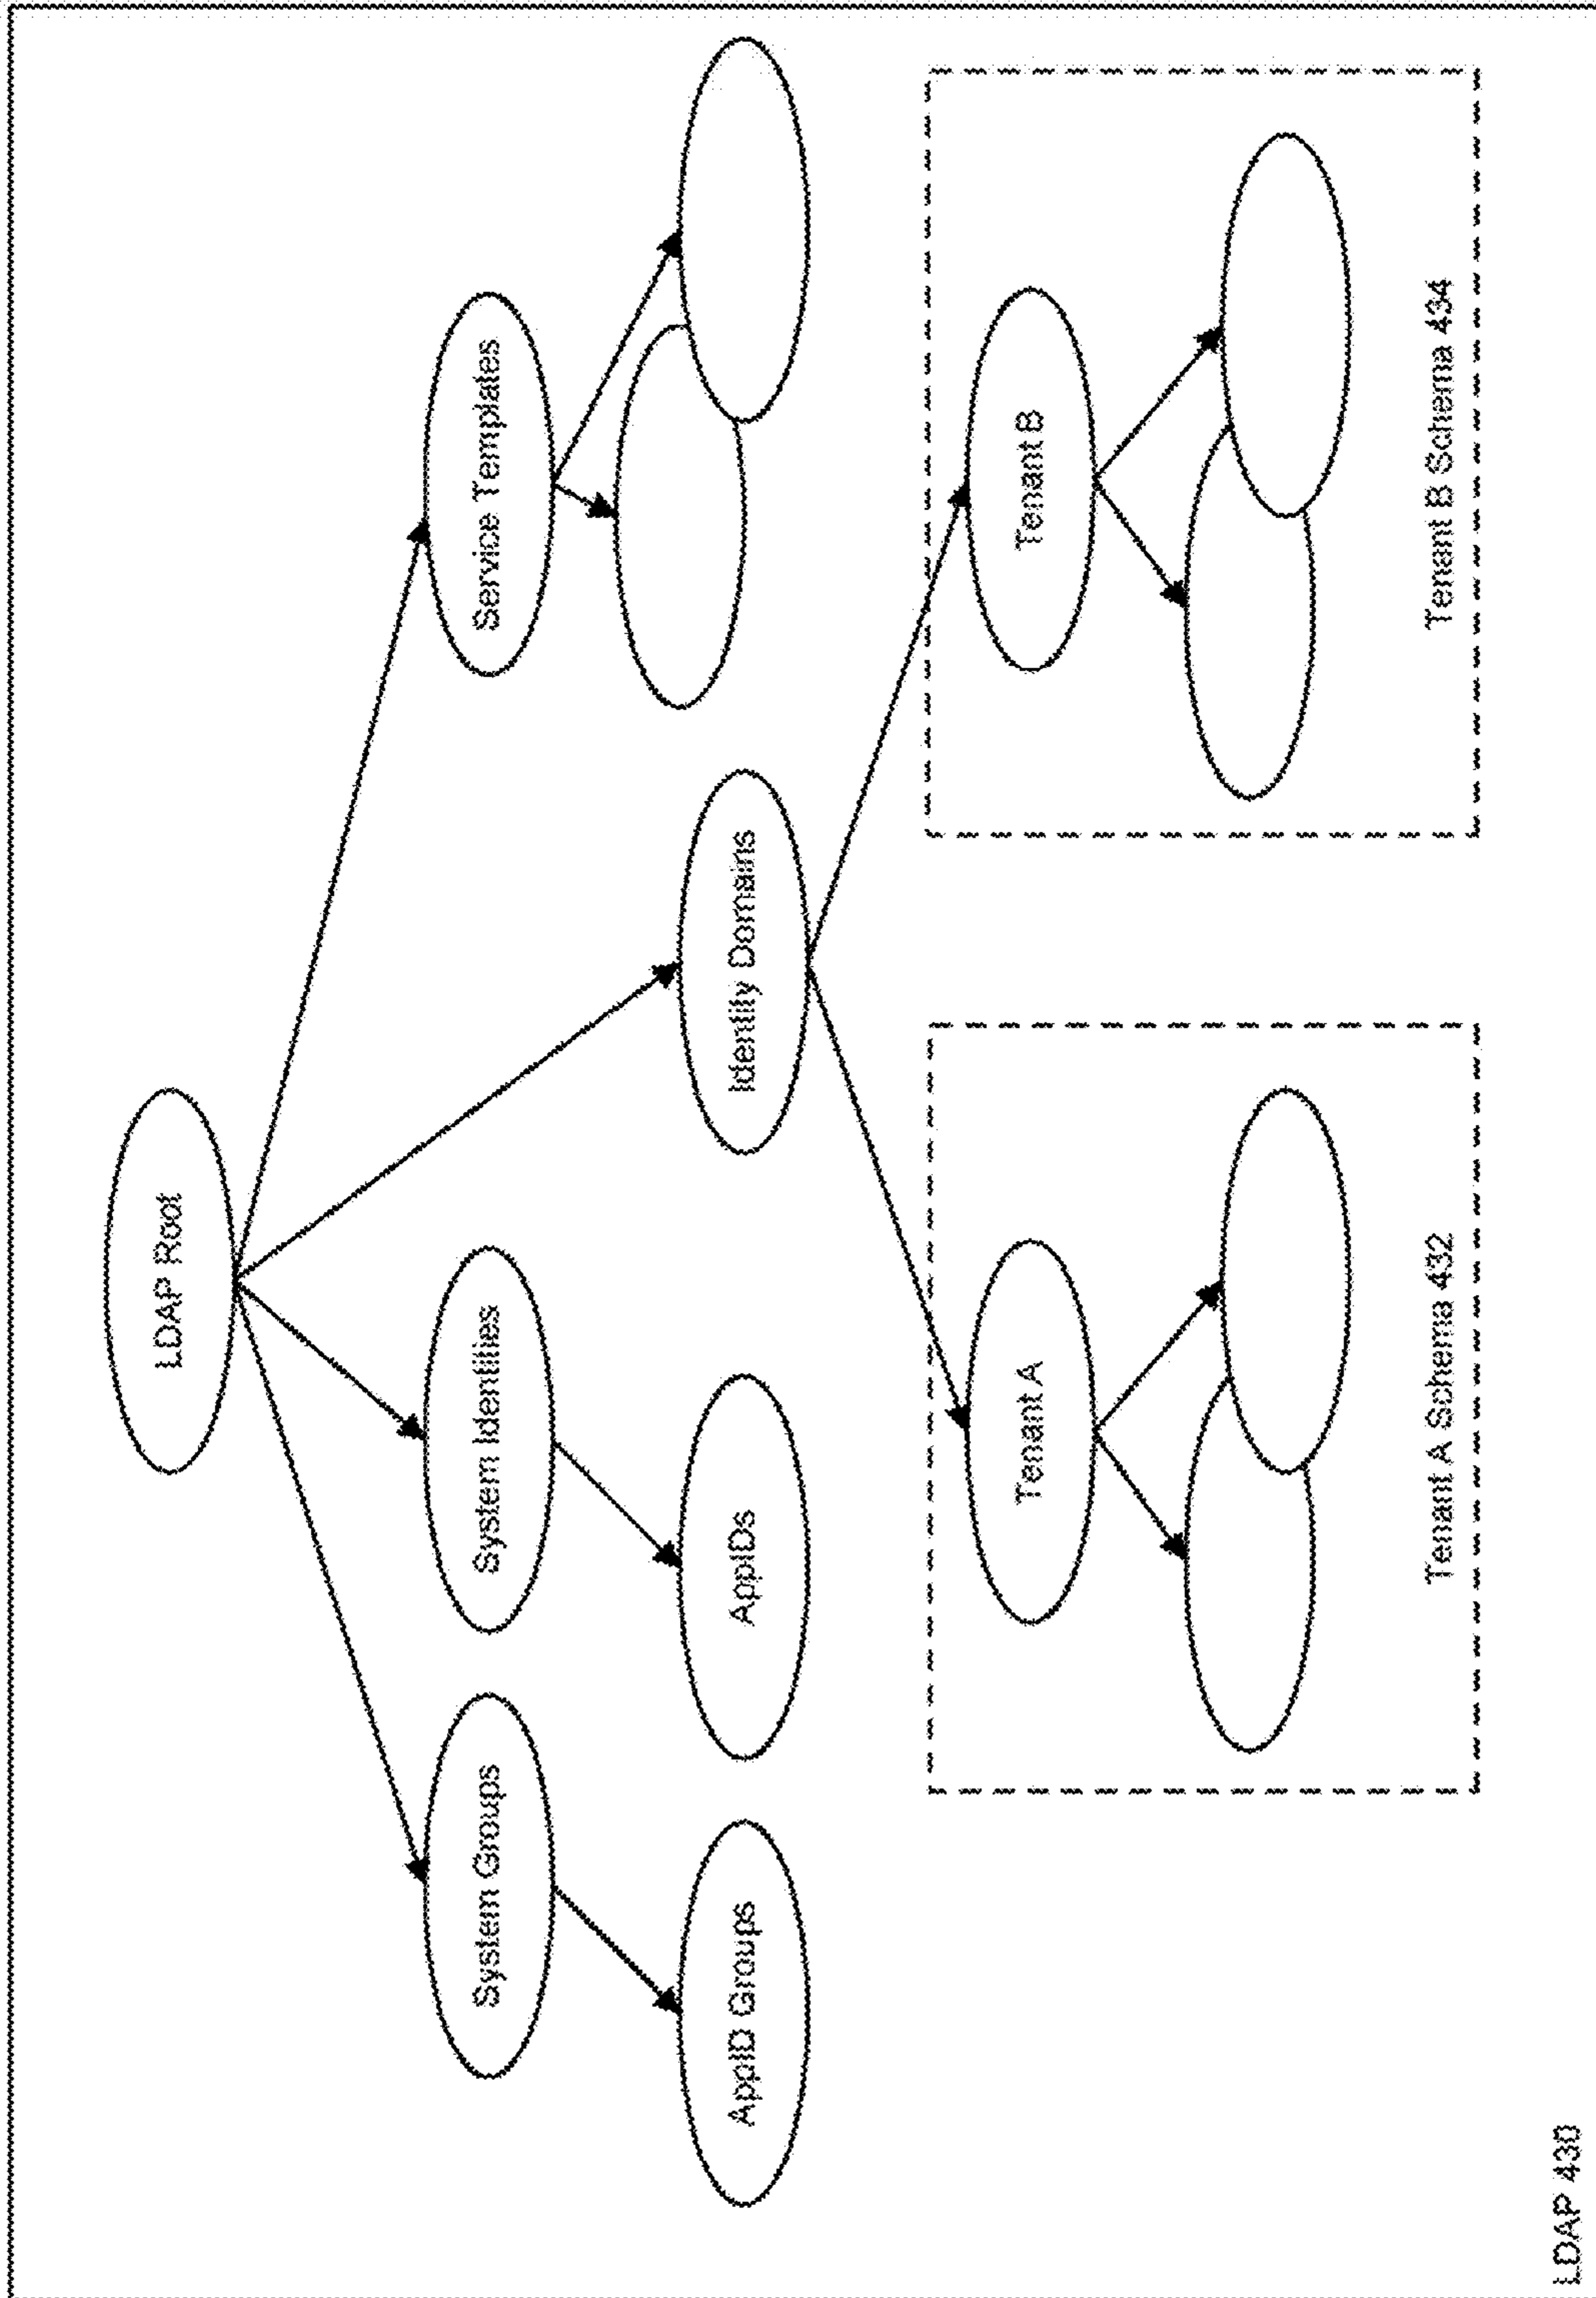 LDAP Root
System Groups
System Identities
Service Templates
AppID Groups
AppIDs
Identity Domains
Tenant A
Tenant B
Tenant A Schema 432
Tenant B Schema 434
LDAP 430